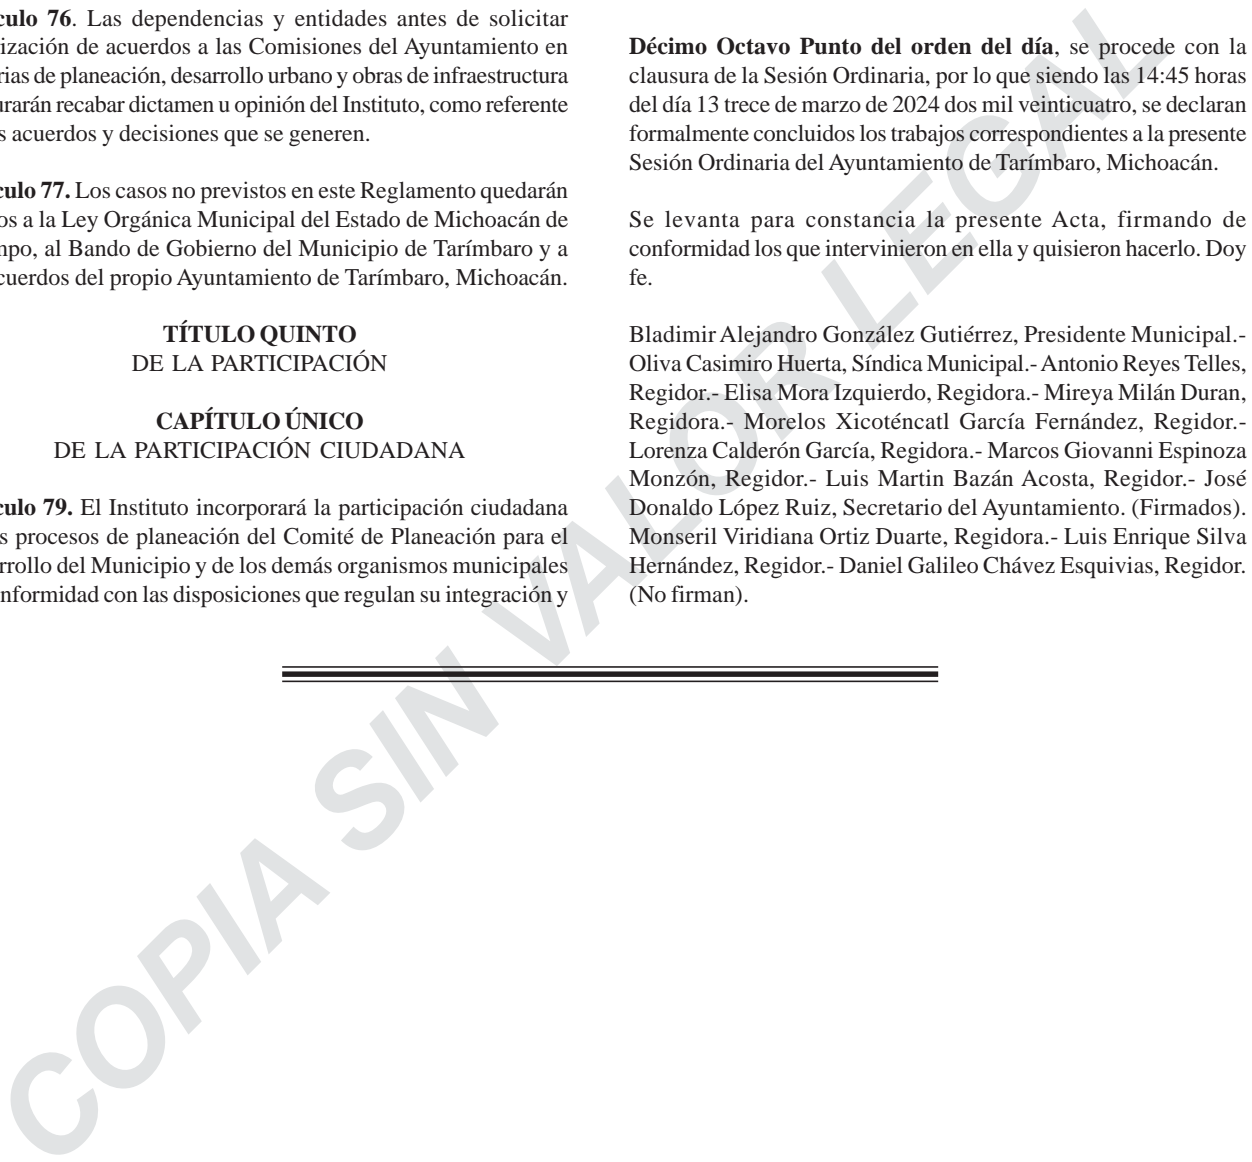 culo 76. Las dependencias y entidades antes de solicitar
rización de acuerdos a las Comisiones del Ayuntamiento en
rias de planeación, desarrollo urbano y obras de infraestructura
urarán recabar dictamen u opinión del Instituto, como referente
s acuerdos y decisiones que se generen.
culo 77. Los casos no previstos en este Reglamento quedarán
os a la Ley Orgánica Municipal del Estado de Michoacán de
mpo, al Bando de Gobierno del Municipio de Tarímbaro y a
cuerdos del propio Ayuntamiento de Tarímbaro, Michoacán.
TÍTULO QUINTO
DE LA PARTICIPACIÓN
CAPÍTULO ÚNICO
DE LA PARTICIPACIÓN CIUDADANA
culo 79. El Instituto incorporará la participación ciudadana
s procesos de planeación del Comité de Planeación para el
rrollo del Municipio y de los demás organismos municipales
nformidad con las disposiciones que regulan su integración y
Décimo Octavo Punto del orden del día, se procede con la
clausura de la Sesión Ordinaria, por lo que siendo las 14:45 horas
del día 13 trece de marzo de 2024 dos mil veinticuatro, se declaran
formalmente concluidos los trabajos correspondientes a la presente
Sesión Ordinaria del Ayuntamiento de Tarímbaro, Michoacán.
Se levanta para constancia la presente Acta, firmando de
conformidad los que intervinieron en ella y quisieron hacerlo. Doy
fe.
Bladimir Alejandro González Gutiérrez, Presidente Municipal.-
Oliva Casimiro Huerta, Síndica Municipal.- Antonio Reyes Telles,
Regidor.- Elisa Mora Izquierdo, Regidora.- Mireya Milán Duran,
Regidora.- Morelos Xicoténcatl García Fernández, Regidor.-
Lorenza Calderón García, Regidora.- Marcos Giovanni Espinoza
Monzón, Regidor.- Luis Martin Bazán Acosta, Regidor.- José
Donaldo López Ruiz, Secretario del Ayuntamiento. (Firmados).
Monseril Viridiana Ortiz Duarte, Regidora.- Luis Enrique Silva
Hernández, Regidor.- Daniel Galileo Chávez Esquivias, Regidor.
(No firman).
COPIA SIN VALOR LEGAL